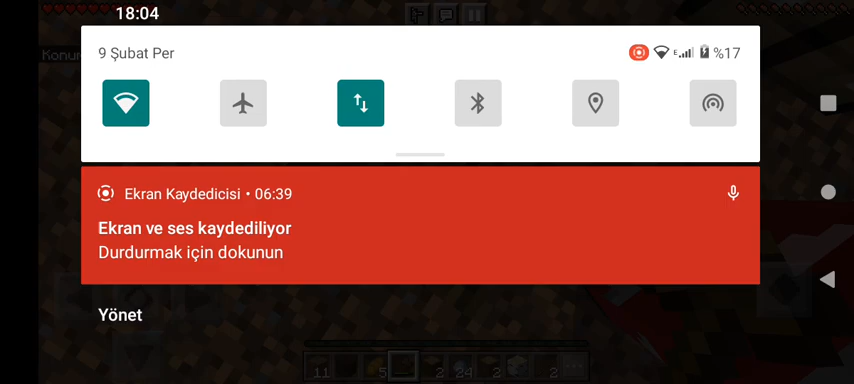 18:04
Konum
9 Şubat Per
E
%17
Ekran Kaydedicisi • 06:39
Ekran ve ses kaydediliyor
Durdurmak için dokunun
Yönet
11 5 2 24 2 2